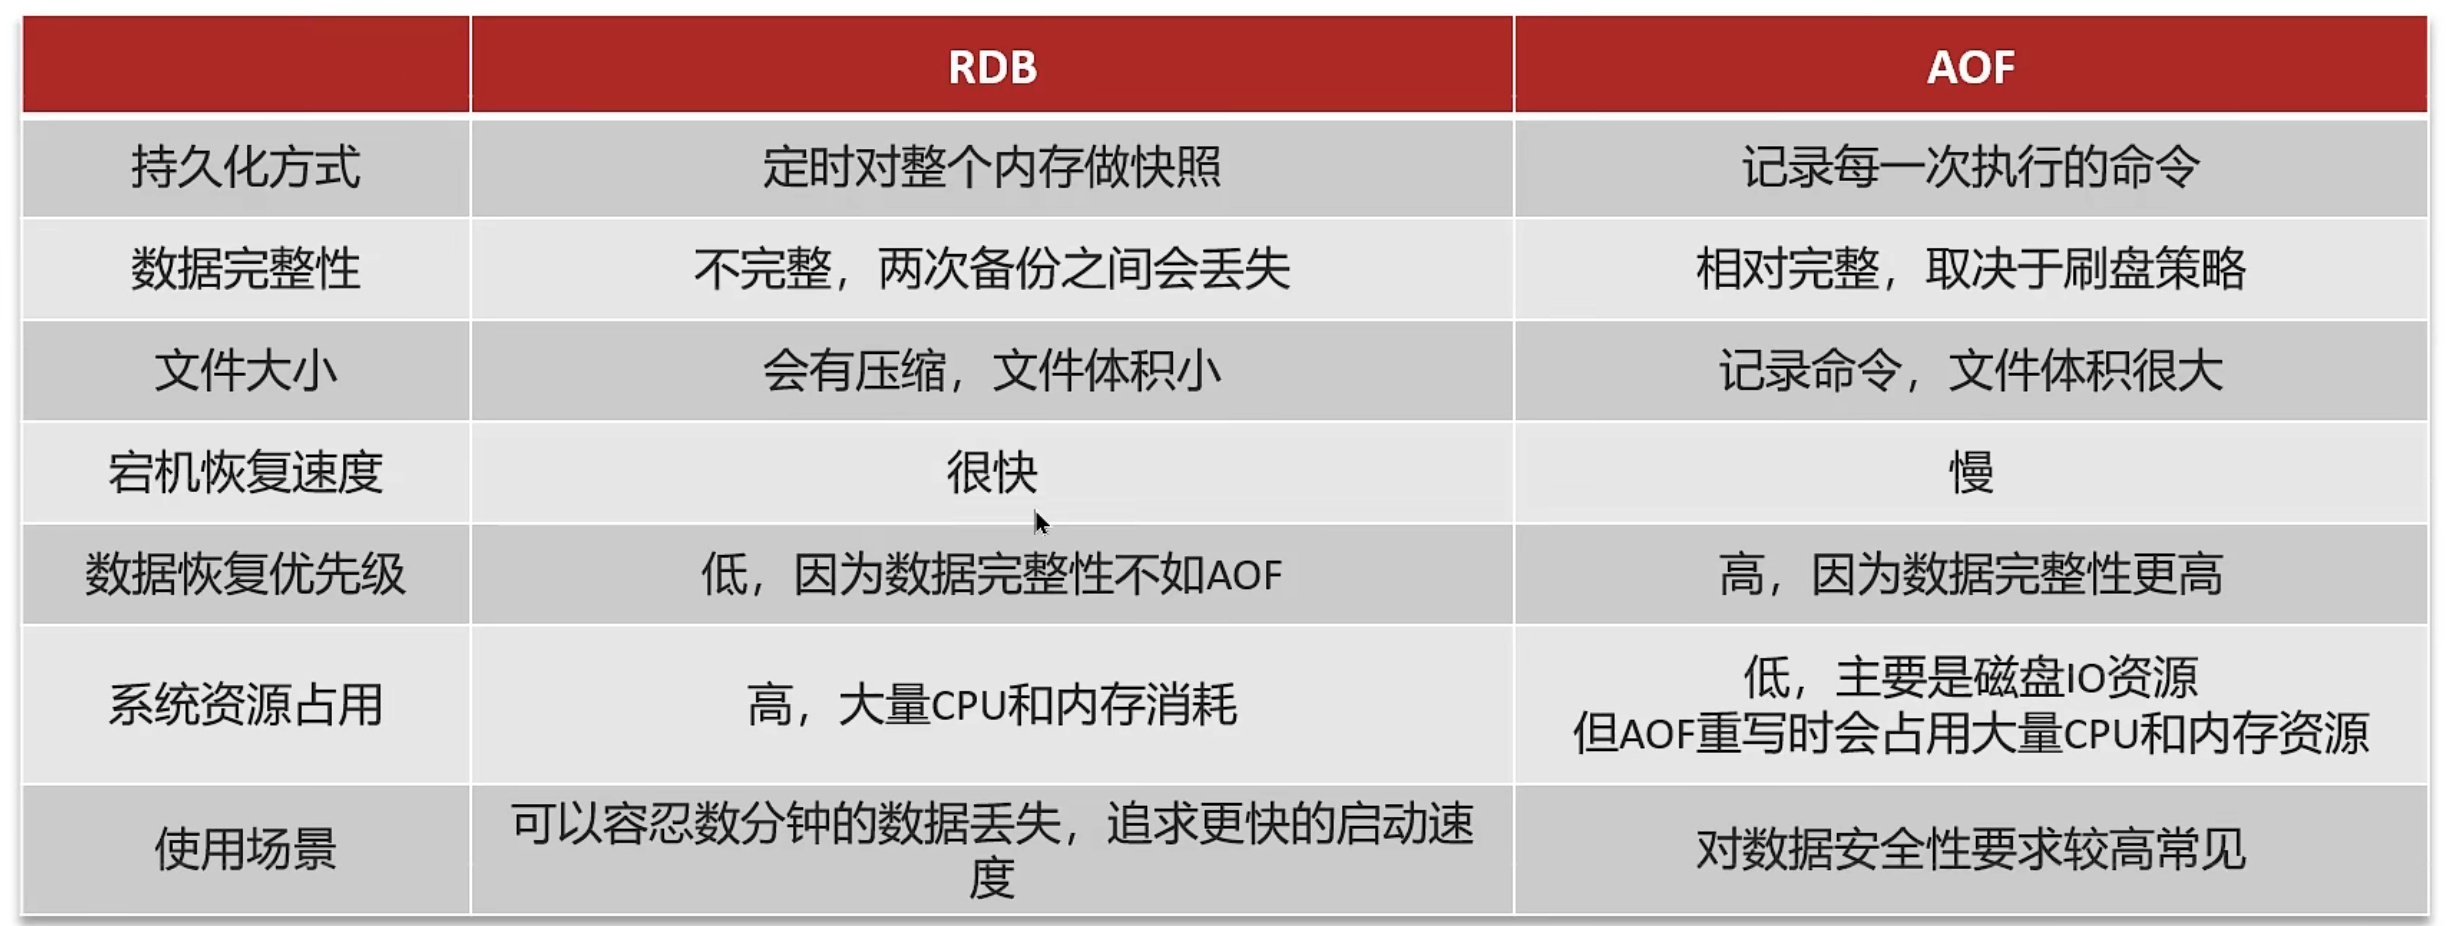 RDB
AOF
持久化方式
定时对整个内存做快照
记录每一次执行的命令
数据完整性
不完整，两次备份之间会丢失
相对完整，取决于刷盘策略
文件大小
会有压缩，文件体积小
记录命令，文件体积很大
宕机恢复速度
很快
慢
数据恢复优先级
低，因为数据完整性不如AOF
高，因为数据完整性更高
系统资源占用
高，大量CPU和内存消耗
低，主要是磁盘IO资源
但AOF重写时会占用大量CPU和内存资源
使用场景
可以容忍数分钟的数据丢失，追求更快的启动速
度
对数据安全性要求较高常见